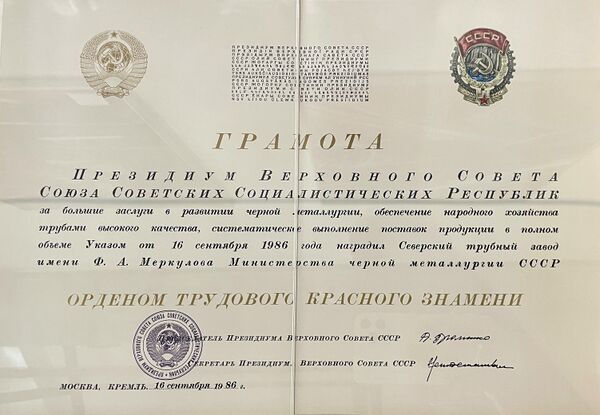 СССР
ПРЕЗИДИУМ ВЕРХОВНОГО СОВЕТА СССР
ГРАМОТА
Президиум Верховного Совета
Союза Советских Социалистических Республик
за большие заслуги в развитии черной металлургии, обеспечение народного хозяйства
трубами высокого качества, систематическое выполнение поставок продукции в полном
объеме Указом от 16 сентября 1986 года наградил Северский трубный завод
имени Ф. А. Меркулова Министерства черной металлургии СССР
ОРДЕНОМ ТРУДОВОГО КРАСНОГО ЗНАМЕНИ
Президиума Верховного Совета СССР
Секретарь Президиум. Верховного Совета СССР
Москва, Кремль. 16 сентября 1986 г.